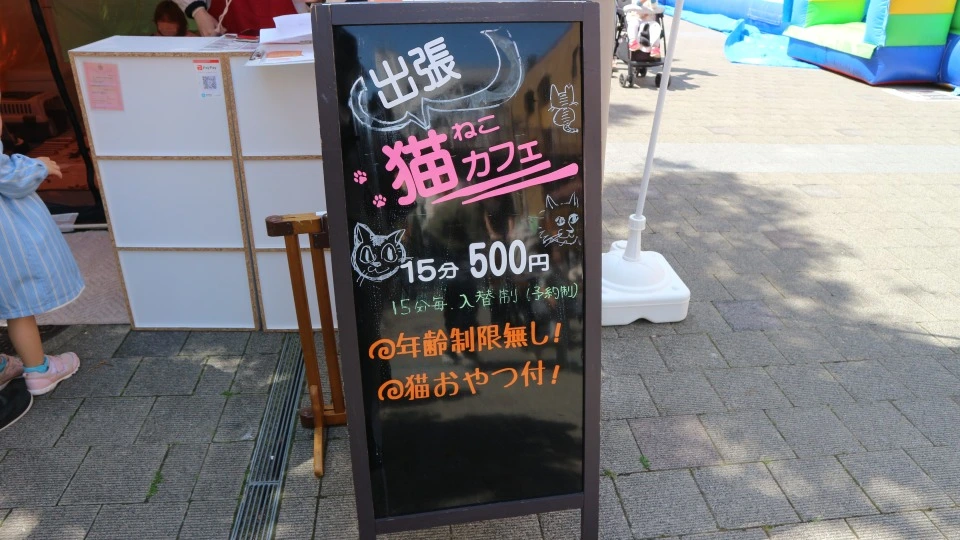 出張
猫ねこカフェ
15分 500円
15分毎.入替制(予約制)
年齢制限無し!
猫おやつ付!
PayPay